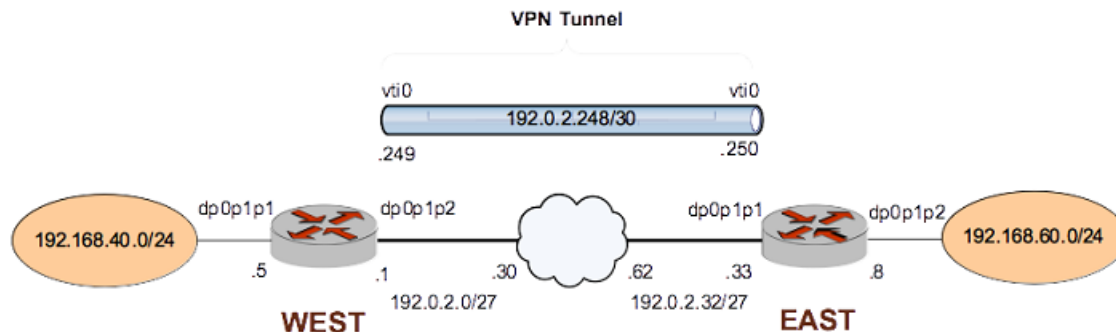 VPN Tunnel
vti0
vti0
192.0.2.248/30
.249
.250
dp0p1p1
dp0p1p2
dp0p1p1
dp0p1p2
192.168.40.0/24
192.168.60.0/24
.5
.1
.30
.62
.33
.8
192.0.2.0/27
192.0.2.32/27
WEST
EAST